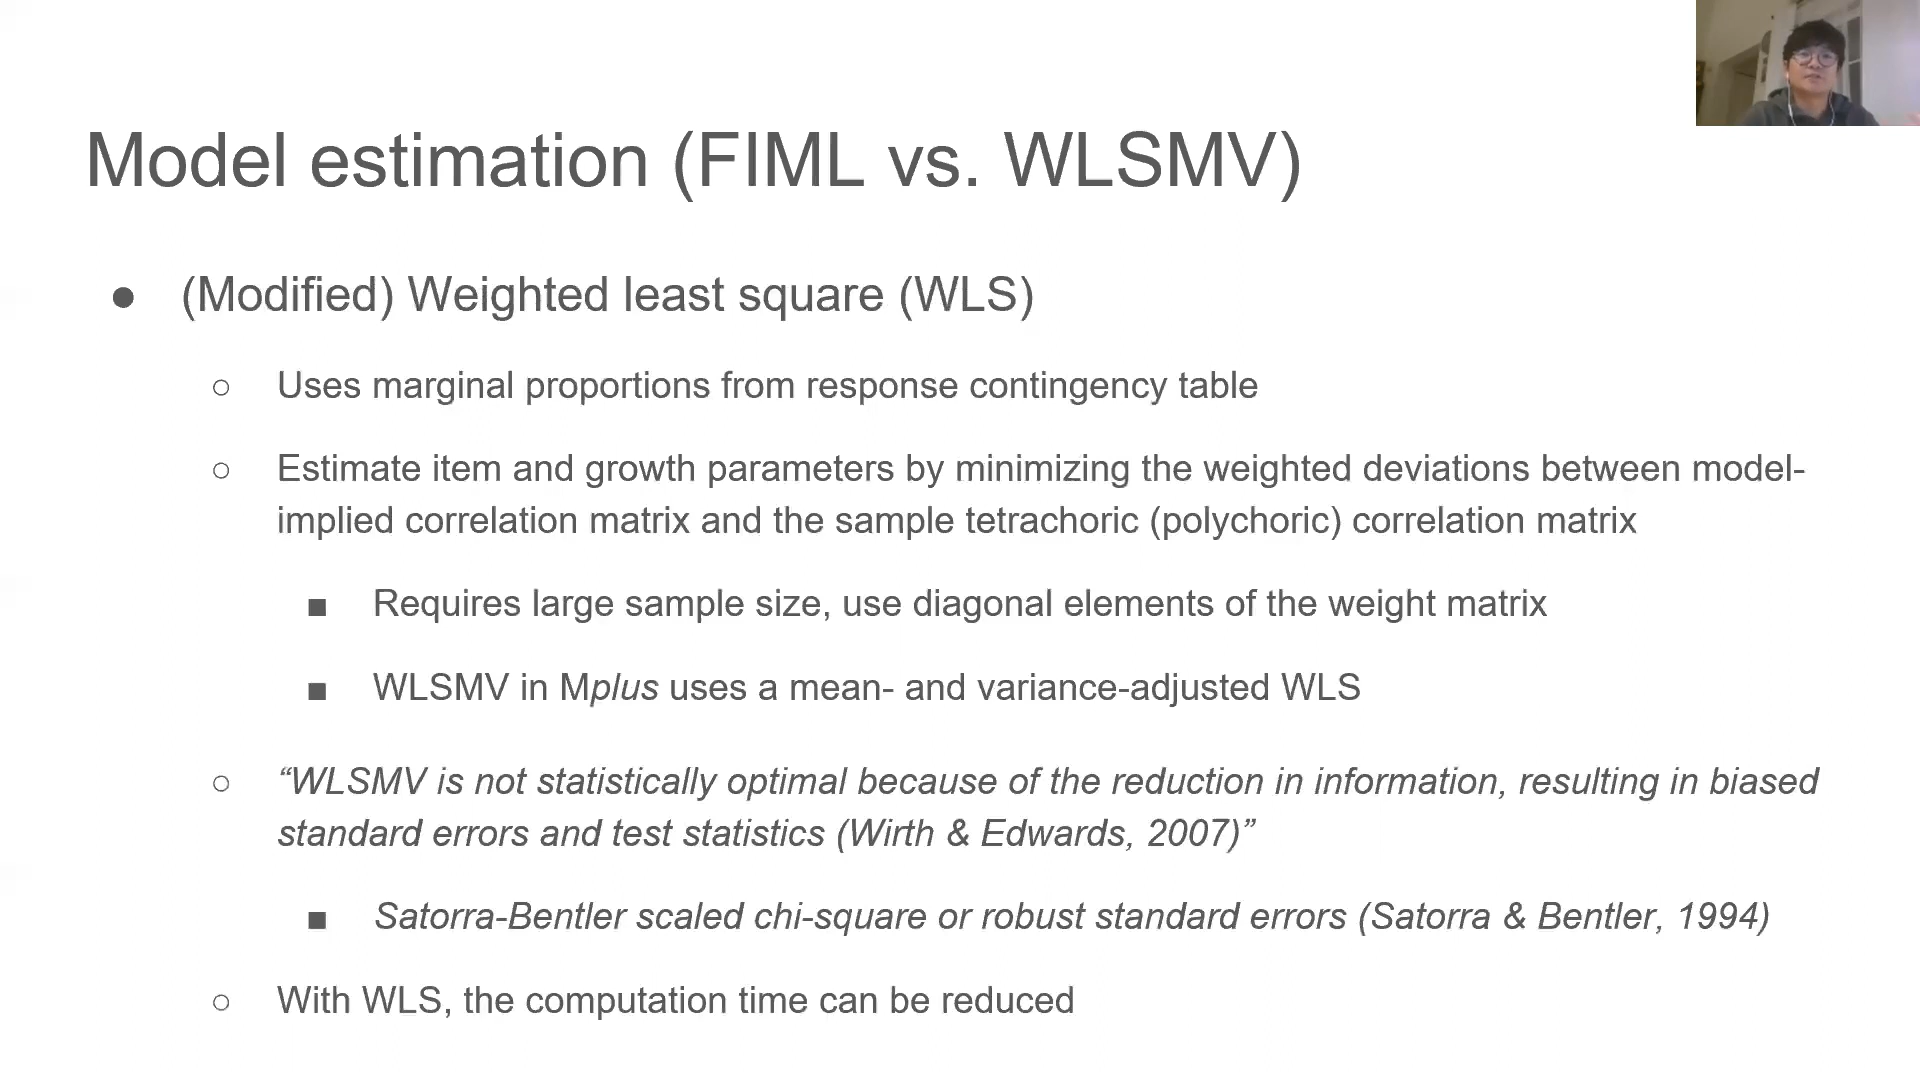 Model estimation (FIML vs. WLSMV)
● (Modified) Weighted least square (WLS)
○ Uses marginal proportions from response contingency table
○ Estimate item and growth parameters by minimizing the weighted deviations between model-
implied correlation matrix and the sample tetrachoric (polychoric) correlation matrix
■ Requires large sample size, use diagonal elements of the weight matrix
■ WLSMV in Mplus uses a mean- and variance-adjusted WLS
○ “WLSMV is not statistically optimal because of the reduction in information, resulting in biased
standard errors and test statistics (Wirth & Edwards, 2007)”
■ Satorra-Bentler scaled chi-square or robust standard errors (Satorra & Bentler, 1994)
○ With WLS, the computation time can be reduced